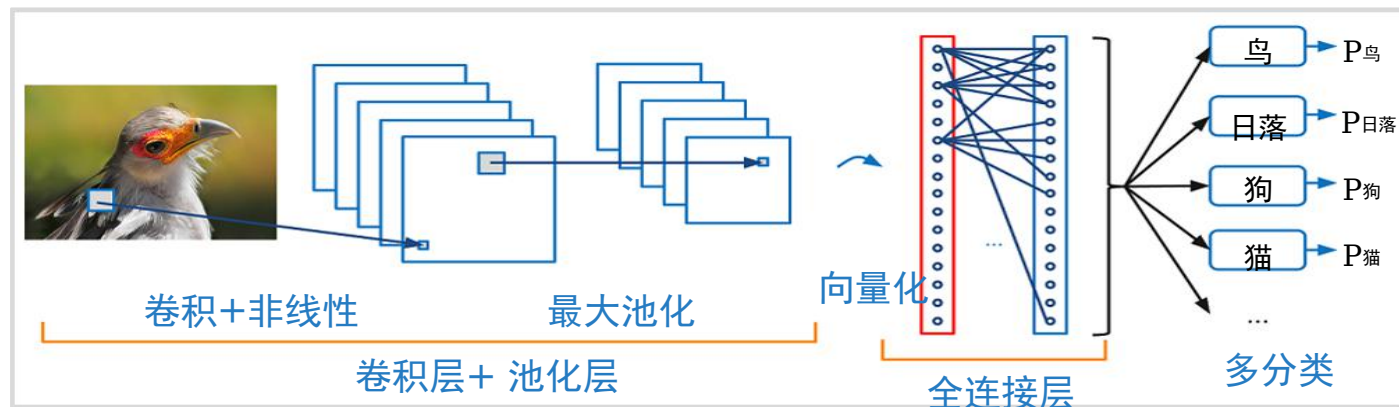 鸟 P鸟
日落 P日落
狗 P狗
猫 P猫
...
...
卷积+非线性
最大池化
向量化
卷积层+ 池化层
全连接层
多分类